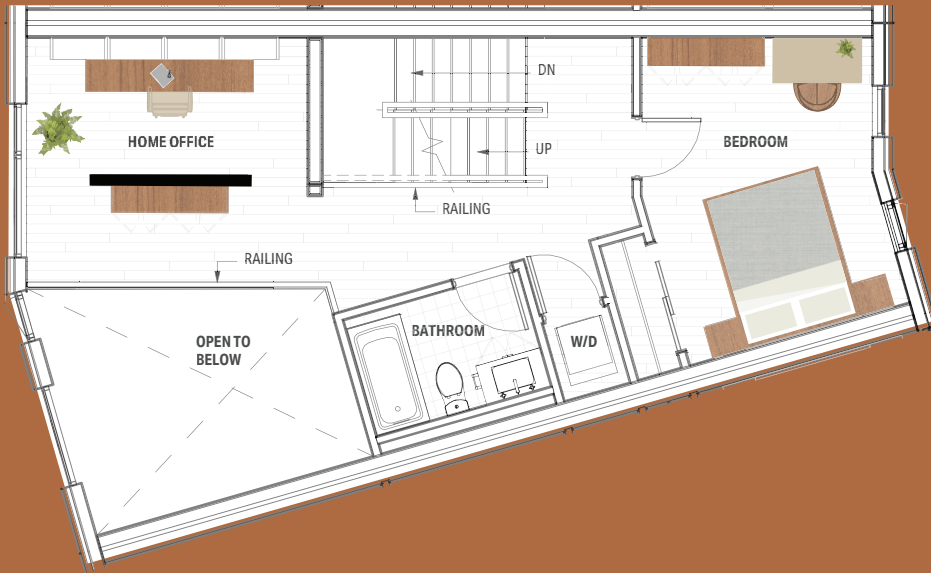 DN
HOME OFFICE
BEDROOM
UP
RAILING
RAILING
BATHROOM
OPEN TO
BELOW
W/D